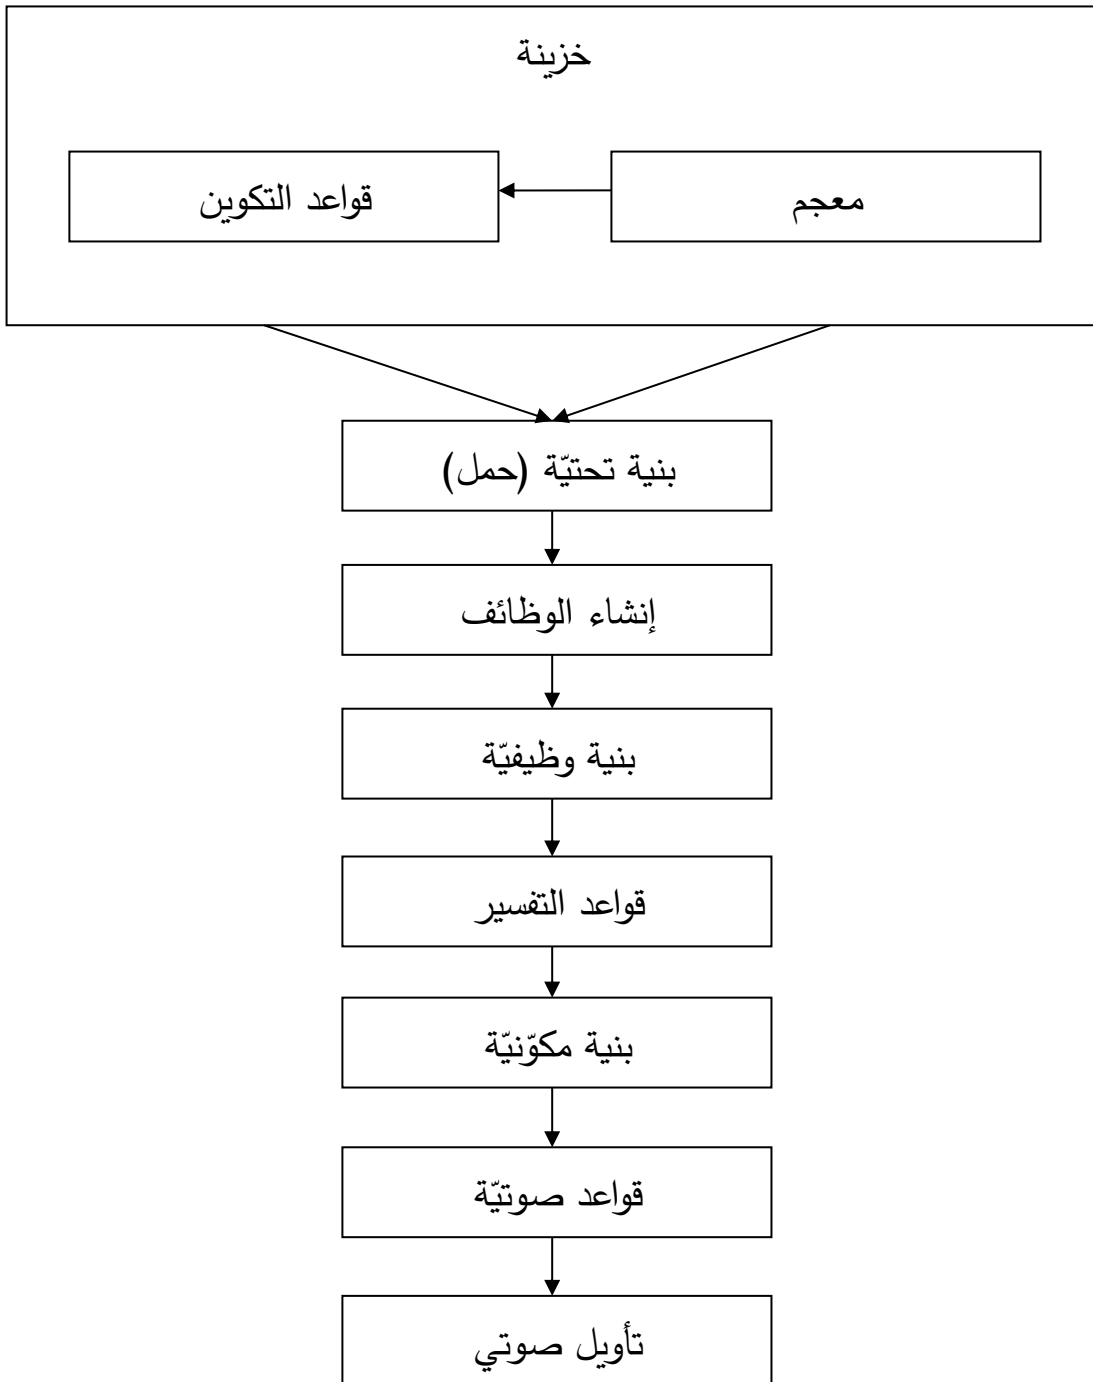 خزينة
معجم
قواعد التكوين
بنية تحتيّة (حمل)
إنشاء الوظائف
بنية وظيفيّة
قواعد التفسير
بنية مكوّنيّة
قواعد صوتيّة
تأويل صوتي